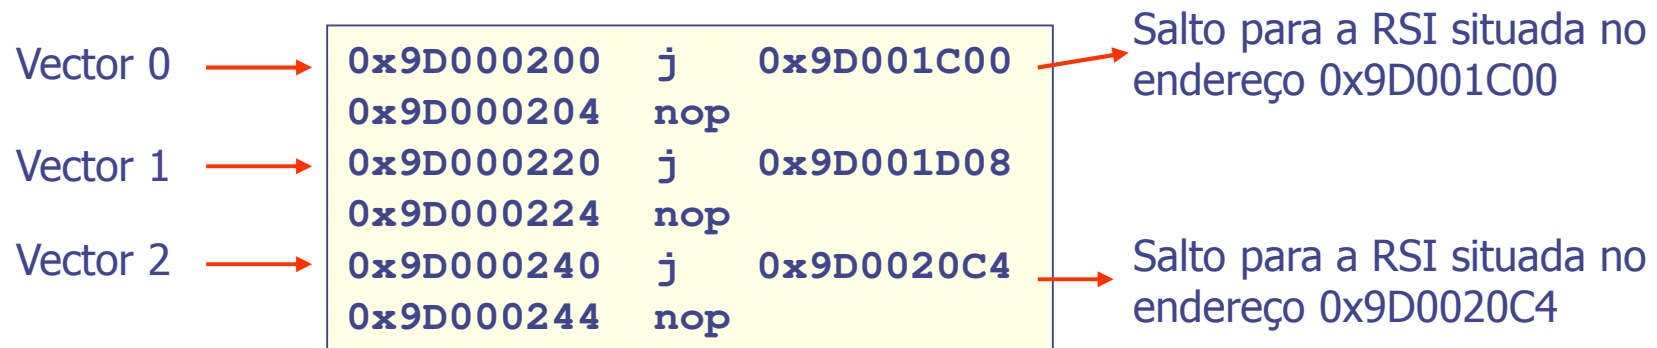 Vector 0
0x9D000200 j 0x9D001C00
Salto para a RSI situada no
endereço 0x9D001C00
0x9D000204 nop
Vector 1
0x9D000220 j 0x9D001D08
0x9D000224 nop
Vector 2
0x9D000240 j 0x9D0020C4
Salto para a RSI situada no
endereço 0x9D0020C4
0x9D000244 nop